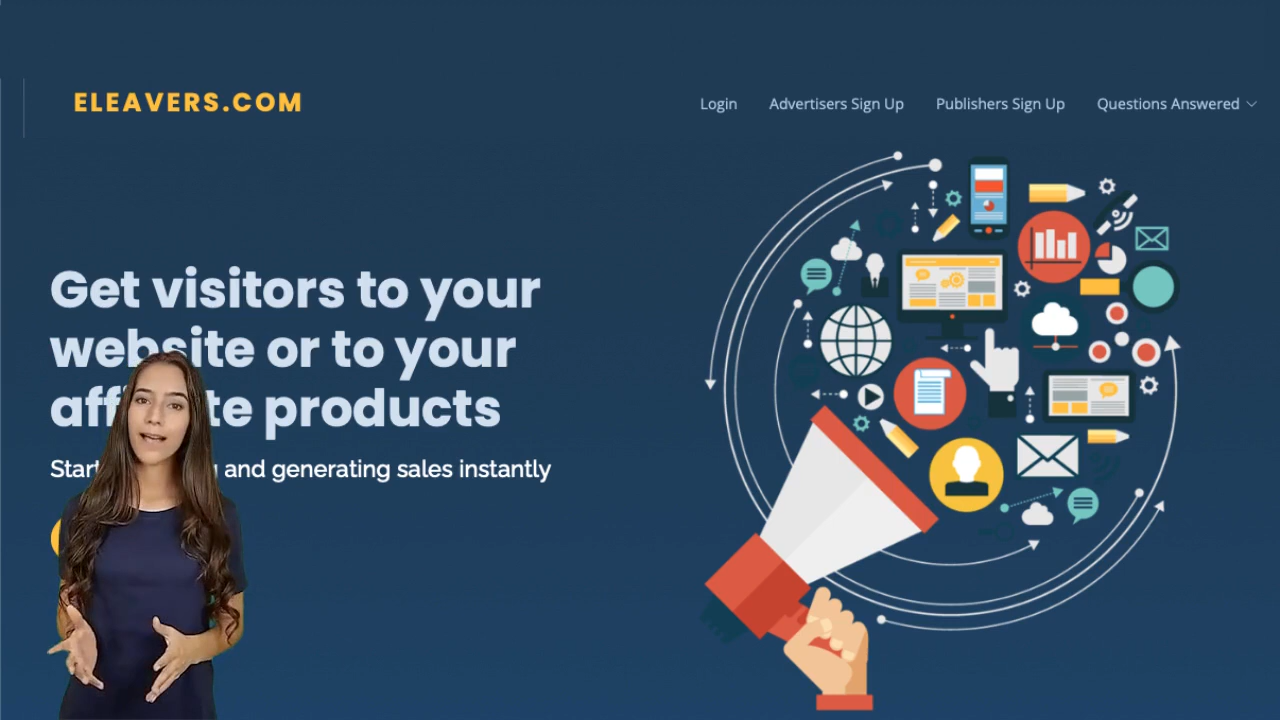 ELEAVERS.COM
Login Advertisers Sign Up Publishers Sign Up Questions Answered
Get visitors to your
website or to your
products
and generating sales instantly